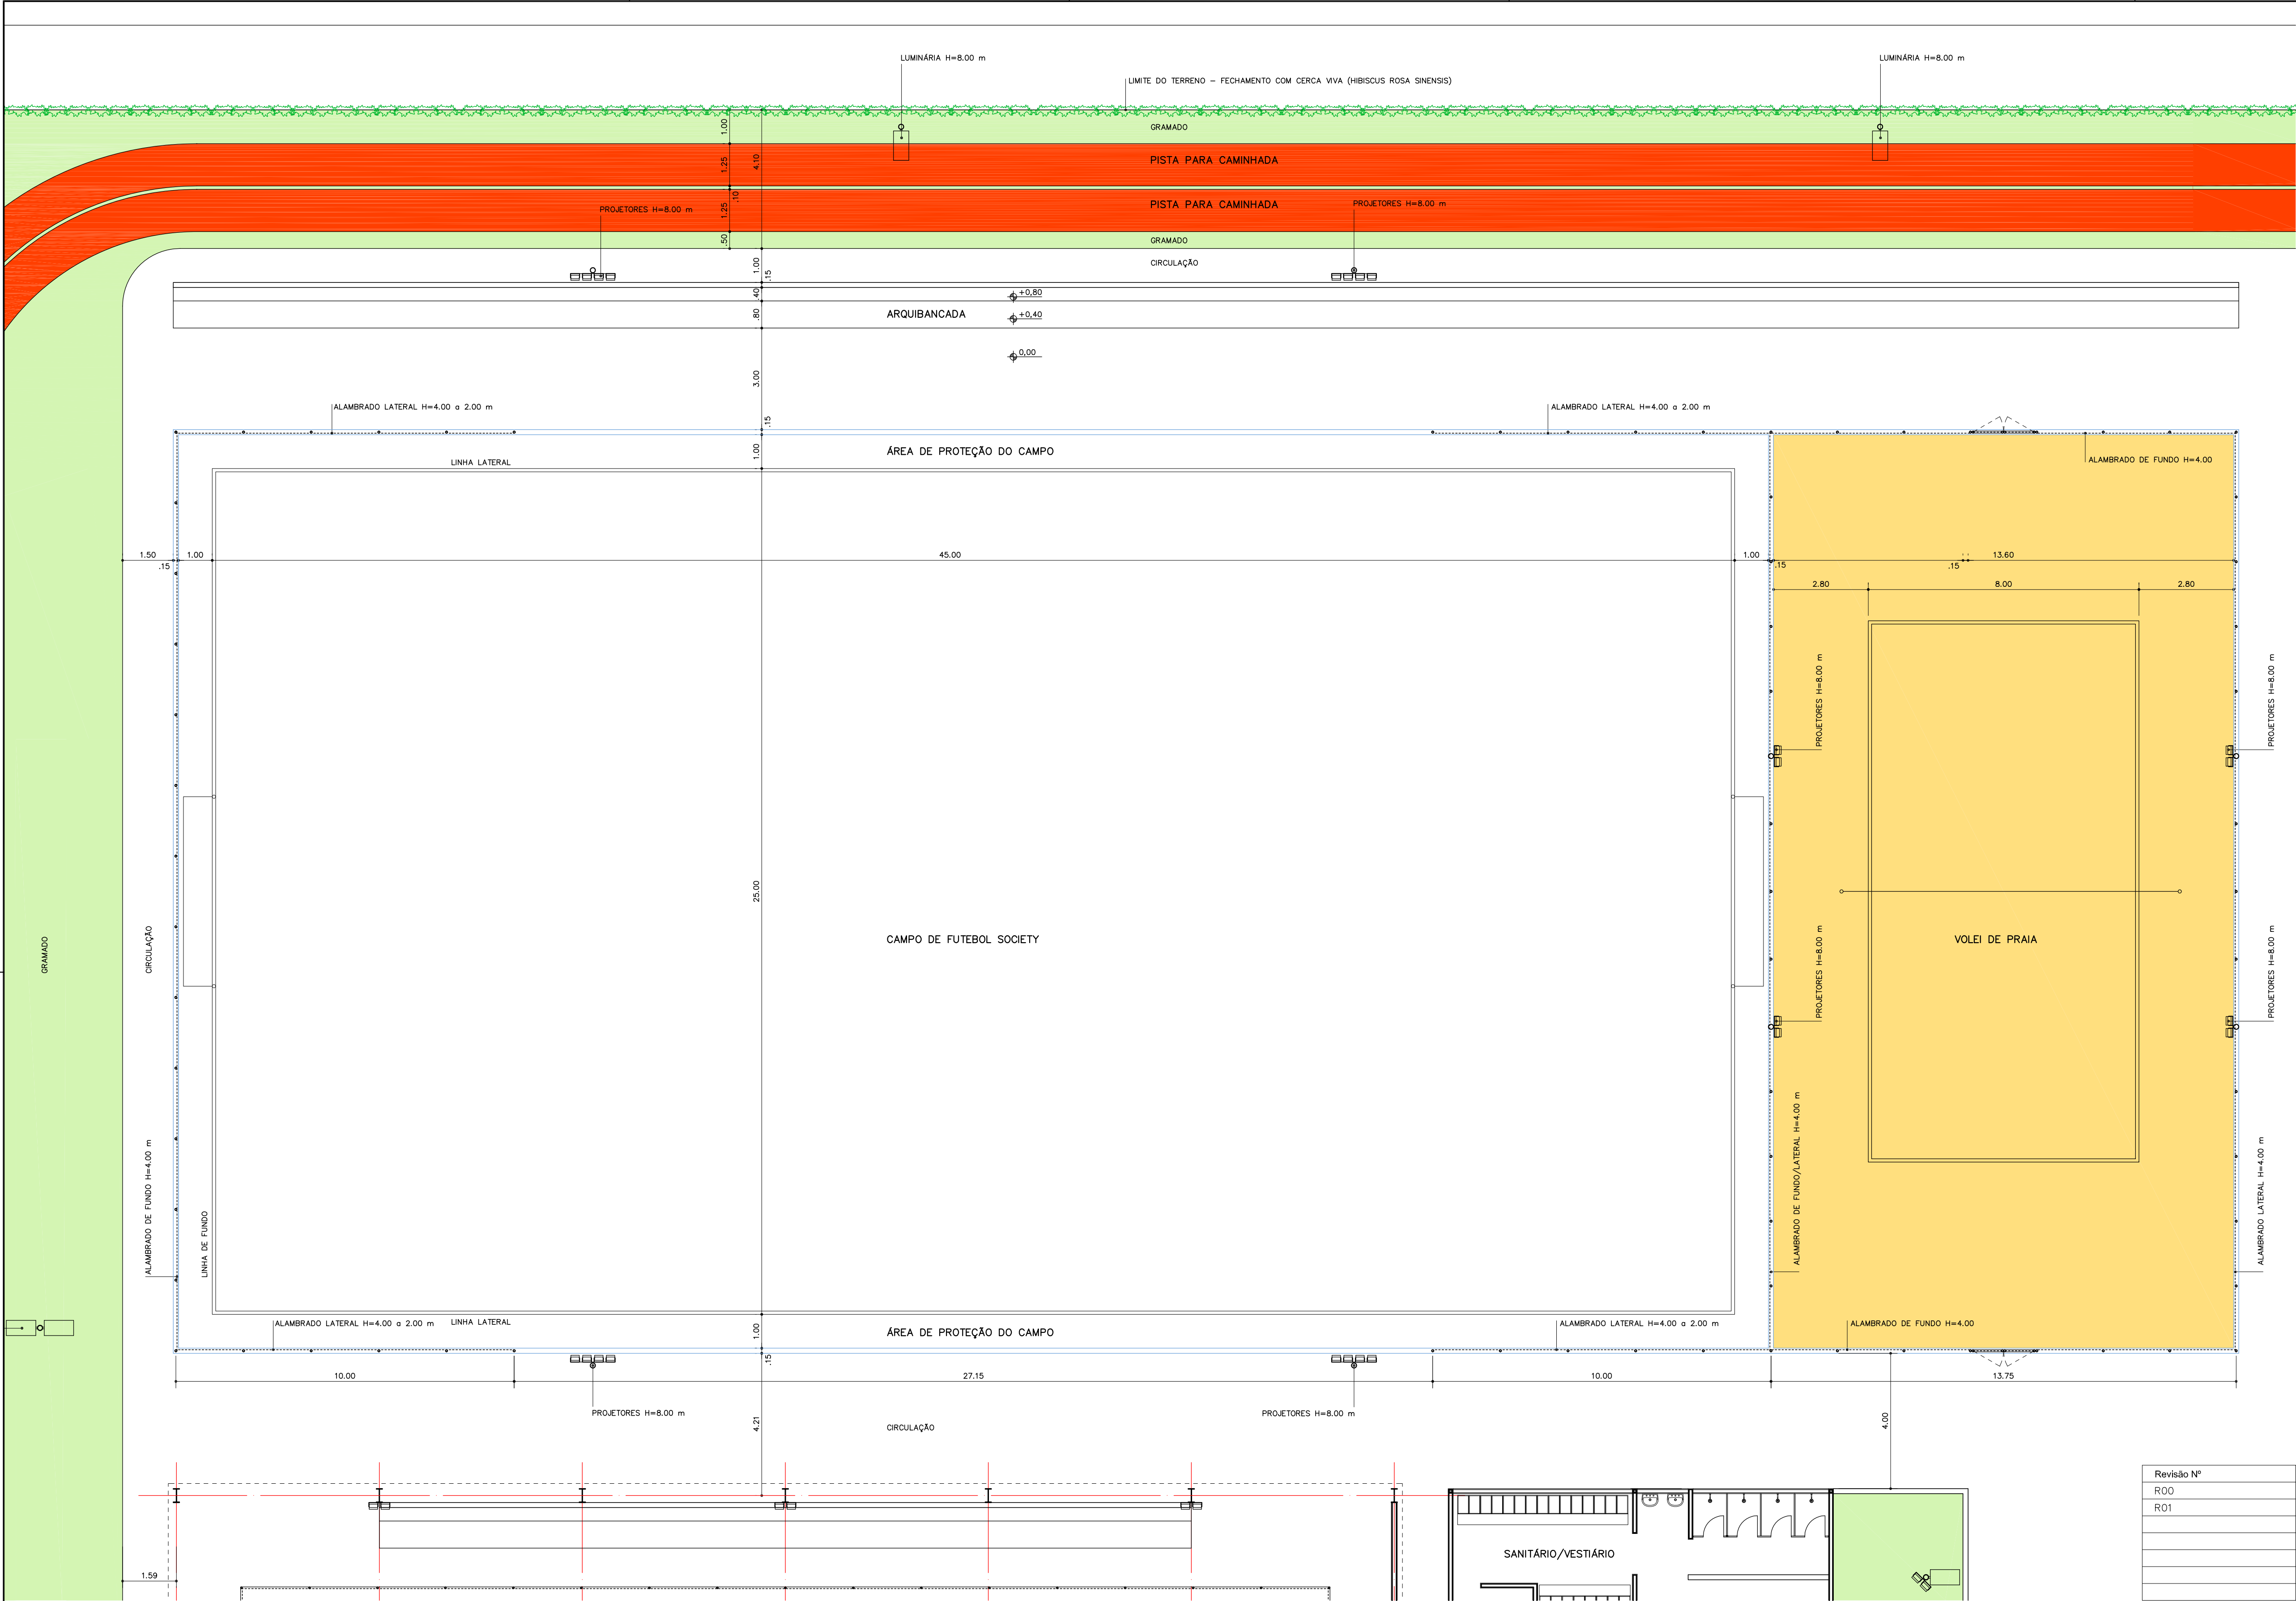 LUMINÁRIA H=8.00 m
LUMINÁRIA H=8.00 m
LIMITE DO TERRENO – FECHAMENTO COM CERCA VIVA (HIBISCUS ROSA SINENSIS)
1.00
GRAMADO
1.25
4.10
PISTA PARA CAMINHADA
.10
1.25
PISTA PARA CAMINHADA
PROJETORES H=8.00 m
PROJETORES H=8.00 m
.50
GRAMADO
1.00
.15
CIRCULAÇÃO
.40
+0,80
.80
ARQUIBANCADA
+0,40
0,00
3.00
ALAMBRADO LATERAL H=4.00 a 2.00 m
ALAMBRADO LATERAL H=4.00 a 2.00 m
.15
1.00
ÁREA DE PROTEÇÃO DO CAMPO
LINHA LATERAL
ALAMBRADO DE FUNDO H=4.00
1.50
.15
1.00
45.00
1.00
.15
13.60
.15
2.80
8.00
2.80
PROJETORES H=8.00 m
PROJETORES H=8.00 m
25.00
GRAMADO
CIRCULAÇÃO
CAMPO DE FUTEBOL SOCIETY
VOLEI DE PRAIA
PROJETORES H=8.00 m
PROJETORES H=8.00 m
ALAMBRADO DE FUNDO H=4.00 m
LINHA DE FUNDO
ALAMBRADO DE FUNDO/LATERAL H=4.00 m
ALAMBRADO LATERAL H=4.00 m
ALAMBRADO LATERAL H=4.00 a 2.00 m
LINHA LATERAL
1.00
ÁREA DE PROTEÇÃO DO CAMPO
ALAMBRADO LATERAL H=4.00 a 2.00 m
ALAMBRADO DE FUNDO H=4.00
.15
10.00
27.15
10.00
13.75
PROJETORES H=8.00 m
PROJETORES H=8.00 m
4.21
CIRCULAÇÃO
4.00
Revisão Nº
R00
R01
SANITÁRIO/VESTIÁRIO
1.59